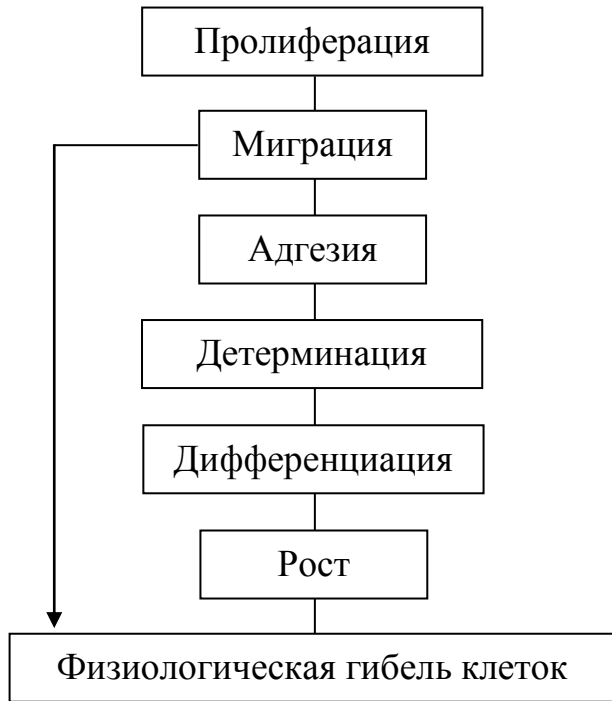 Пролиферация
Миграция
Адгезия
Детерминация
Дифференциация
Рост
Физиологическая гибель клеток